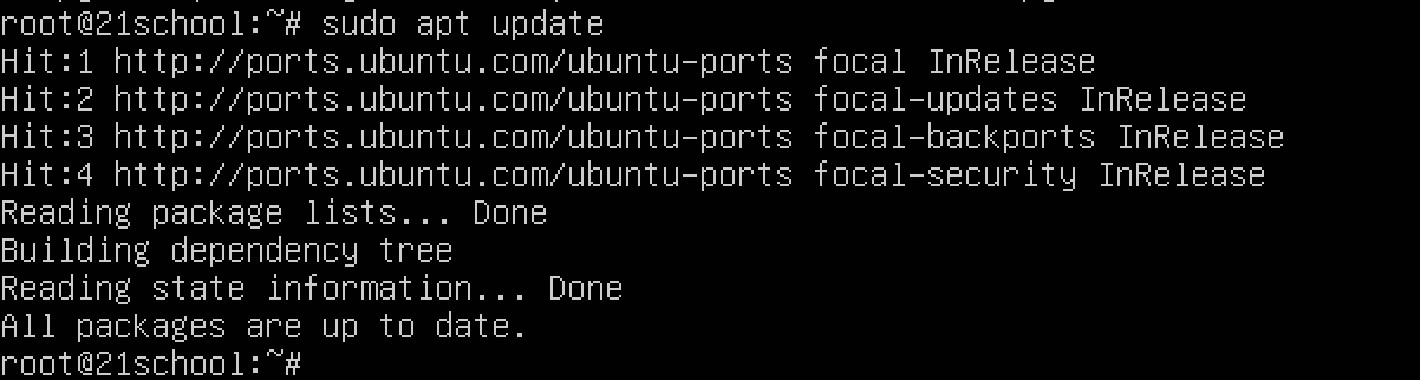 root@21school:~# sudo apt update
Hit:1 http://ports.ubuntu.com/ubuntu-ports focal InRelease
Hit:2 http://ports.ubuntu.com/ubuntu-ports focal-updates InRelease
Hit:3 http://ports.ubuntu.com/ubuntu-ports focal-backports InRelease
Hit:4 http://ports.ubuntu.com/ubuntu-ports focal-security InRelease
Reading package lists... Done
Building dependency tree
Reading state information... Done
All packages are up to date.
root@21school:~#